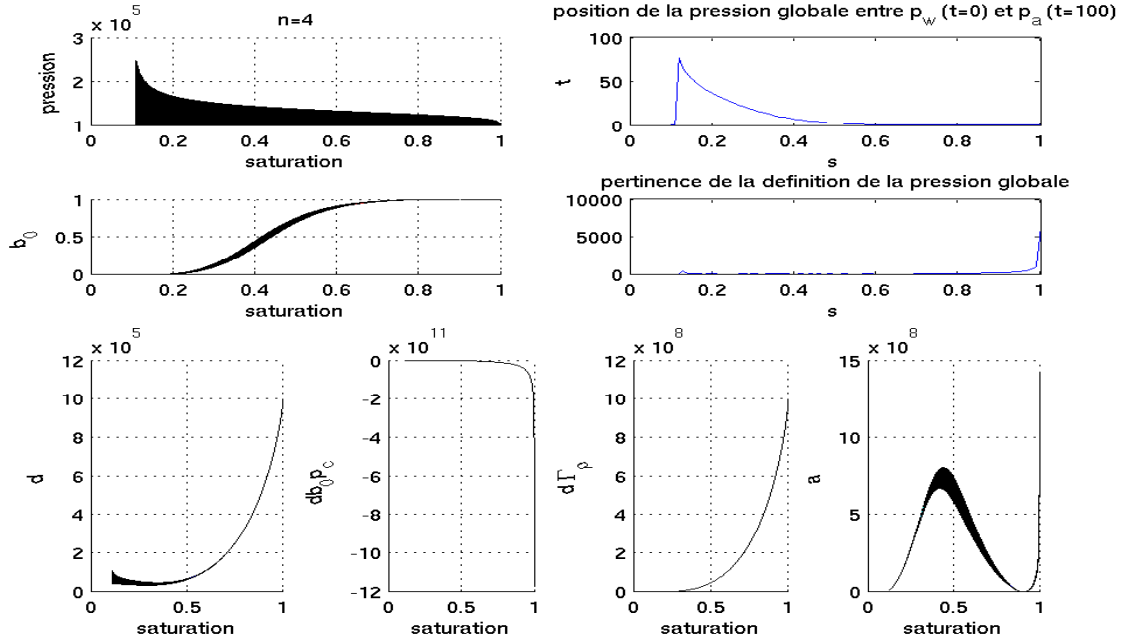 n=4
x 10^5
3
2
1
pression
0 0.2 0.4 0.6 0.8 1
saturation
position de la pression globale entre p_w (t=0) et p_a (t=100)
100
50
0
t
0 0.2 0.4 0.6 0.8 1
s
1
0.5
0
b_0
0 0.2 0.4 0.6 0.8 1
saturation
pertinence de la definition de la pression globale
10000
5000
0
0 0.2 0.4 0.6 0.8 1
s
x 10^5
12
10
8
6
4
2
0
d
0 0.5 1
saturation
x 10^11
0
-2
-4
-6
-8
-10
-12
db_0p_c
0 0.5 1
saturation
x 10^8
12
10
8
6
4
2
0
dΓ_ρ
0 0.5 1
saturation
x 10^8
15
10
5
0
a
0 0.5 1
saturation